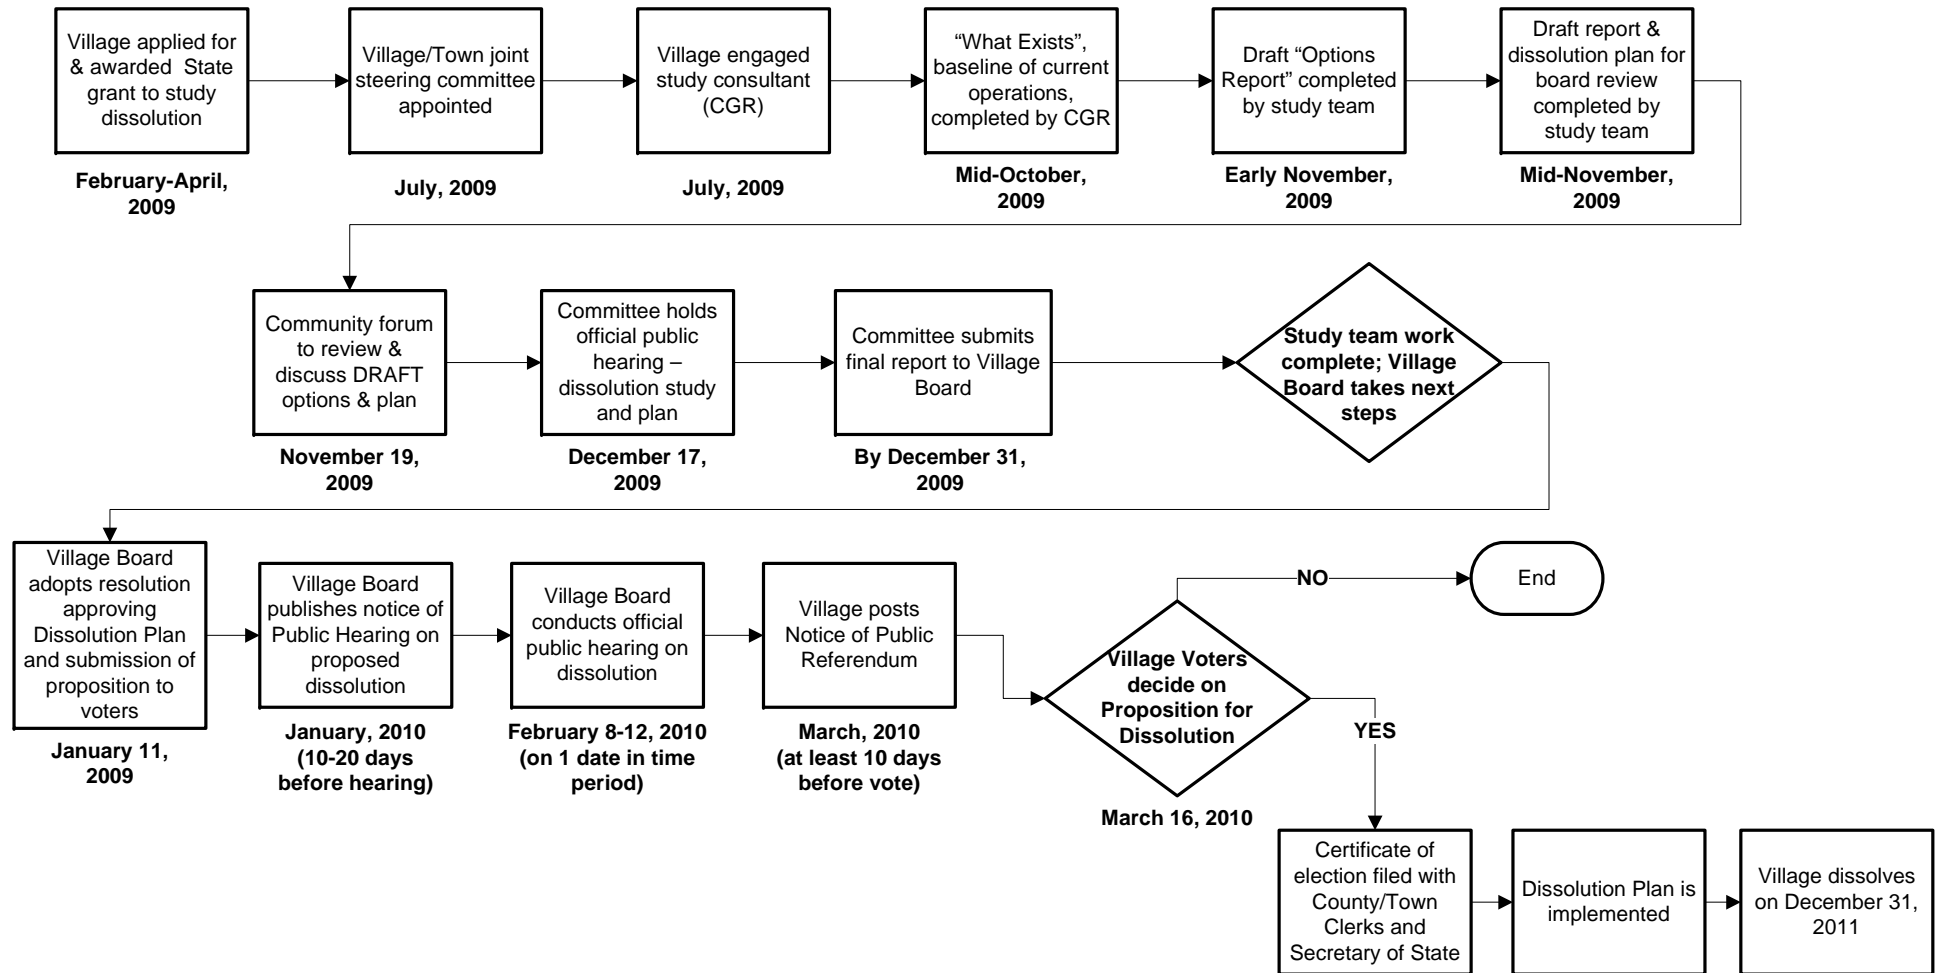 Village applied for
& awarded  State
grant to study
dissolution
February-April,
2009
Village/Town joint
steering committee
appointed
July, 2009
Village engaged
study consultant
(CGR)
July, 2009
“What Exists”,
baseline of current
operations,
completed by CGR
Mid-October,
2009
Draft “Options
Report” completed
by study team
Early November,
2009
Draft report &
dissolution plan for
board review
completed by
study team
Mid-November,
2009
Community forum
to review &
discuss DRAFT
options & plan
November 19,
2009
Committee holds
official public
hearing –
dissolution study
and plan
December 17,
2009
Committee submits
final report to Village
Board
By December 31,
2009
Study team work
complete; Village
Board takes next
steps
Village Board
adopts resolution
approving
Dissolution Plan
and submission of
proposition to
voters
January 11,
2009
Village Board
publishes notice of
Public Hearing on
proposed
dissolution
January, 2010
(10-20 days
before hearing)
Village Board
conducts official
public hearing on
dissolution
February 8-12, 2010
(on 1 date in time
period)
Village posts
Notice of Public
Referendum
March, 2010
(at least 10 days
before vote)
Village Voters
decide on
Proposition for
Dissolution
March 16, 2010
NO
End
YES
Certificate of
election filed with
County/Town
Clerks and
Secretary of State
Dissolution Plan is
implemented
Village dissolves
on December 31,
2011